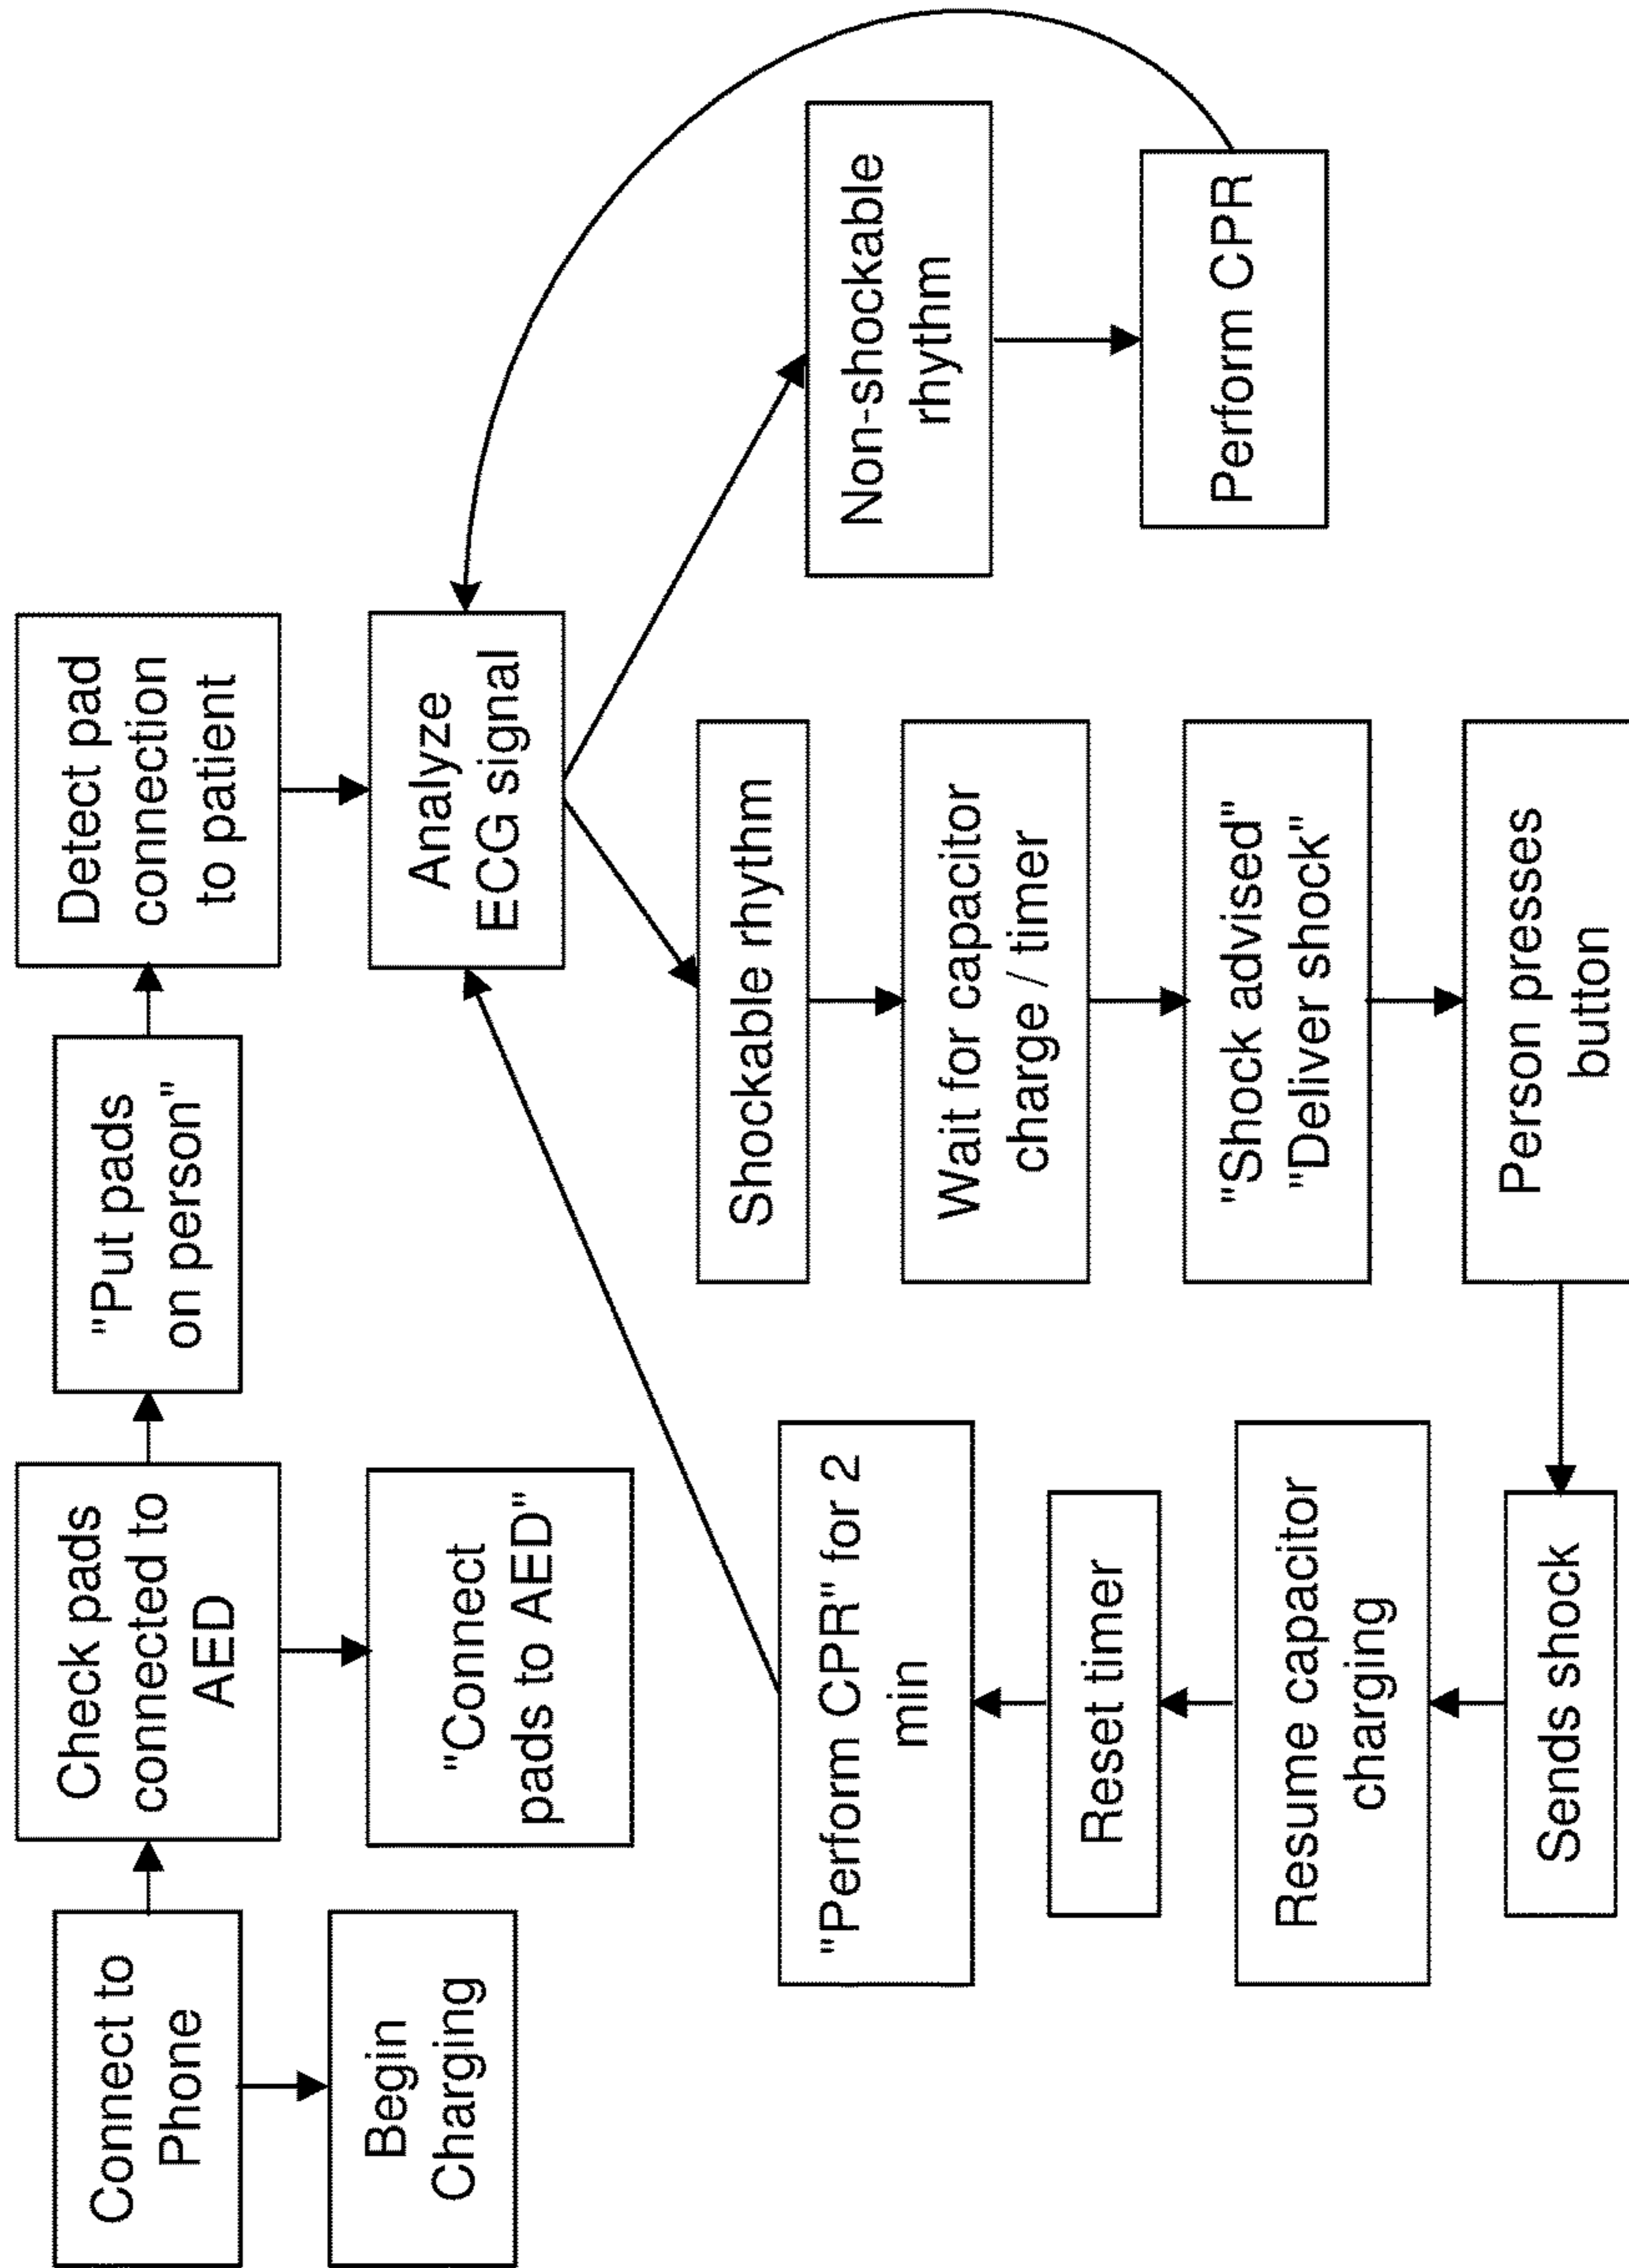 Connect to
Phone
Begin
Charging
Check pads
connected to
AED
"Connect
pads to AED"
"Put pads
on person"
Detect pad
connection
to patient
Analyze
ECG signal
Shockable rhythm
Wait for capacitor
charge / timer
"Shock advised"
"Deliver shock"
Person presses
button
Sends shock
Resume capacitor
charging
Reset timer
"Perform CPR" for 2
min
Non-shockable
rhythm
Perform CPR